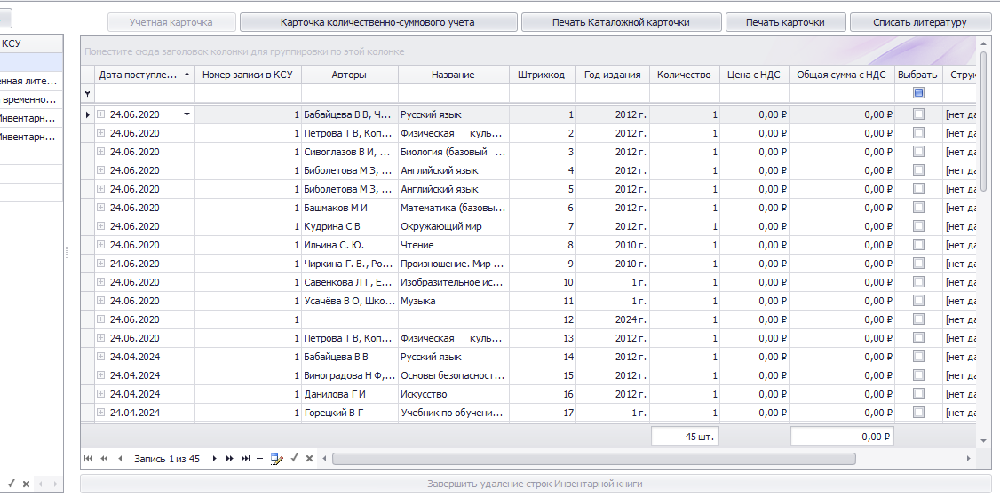 Учетная карточка Карточка количественно-суммового учета Печать Каталожной карточки Печать карточки Списать литературу
КСУ
Поместите сюда заголовок колонки для группировки по этой колонке
Дата поступле... Номер записи в КСУ Авторы Название Штрихкод Год издания Количество Цена с НДС Общая сумма с НДС Выбрать Струк
енная лите...
временно...
Инвентарн...
Инвентарн...
24.06.2020 1 Бабайцева В В, Ч... Русский язык 1 2012 г. 1 0,00 ₽ 0,00 ₽ [нет да
24.06.2020 1 Петрова Т В, Коп... Физическая куль... 2 2012 г. 1 0,00 ₽ 0,00 ₽ [нет да
24.06.2020 1 Сивоглазов В И, ... Биология (базовый ... 3 2012 г. 1 0,00 ₽ 0,00 ₽ [нет да
24.06.2020 1 Биболетова М З, ... Английский язык 4 2012 г. 1 0,00 ₽ 0,00 ₽ [нет да
24.06.2020 1 Биболетова М З, ... Английский язык 5 2012 г. 1 0,00 ₽ 0,00 ₽ [нет да
24.06.2020 1 Башмаков М И Математика (базовы... 6 2012 г. 1 0,00 ₽ 0,00 ₽ [нет да
24.06.2020 1 Кудрина С В Окружающий мир 7 2012 г. 1 0,00 ₽ 0,00 ₽ [нет да
24.06.2020 1 Ильина С. Ю. Чтение 8 2010 г. 1 0,00 ₽ 0,00 ₽ [нет да
24.06.2020 1 Чиркина Г. В., Ро... Произношение. Мир ... 9 2010 г. 1 0,00 ₽ 0,00 ₽ [нет да
24.06.2020 1 Савенкова Л Г, Е... Изобразительное ис... 10 1 г. 1 0,00 ₽ 0,00 ₽ [нет да
24.06.2020 1 Усачёва В О, Шко... Музыка 11 1 г. 1 0,00 ₽ 0,00 ₽ [нет да
24.06.2020 1 12 2024 г. 1 0,00 ₽ 0,00 ₽ [нет да
24.06.2020 1 Петрова Т В, Коп... Физическая куль... 13 2012 г. 1 0,00 ₽ 0,00 ₽ [нет да
24.04.2024 1 Бабайцева В В Русский язык 14 2012 г. 1 0,00 ₽ 0,00 ₽ [нет да
24.04.2024 1 Виноградова Н Ф,... Основы безопасност... 15 2012 г. 1 0,00 ₽ 0,00 ₽ [нет да
24.04.2024 1 Данилова Г И Искусство 16 2012 г. 1 0,00 ₽ 0,00 ₽ [нет да
24.04.2024 1 Горецкий В Г Учебник по обучени... 17 1 г. 1 0,00 ₽ 0,00 ₽ [нет да
45 шт. 0,00 ₽
Запись 1 из 45
Завершить удаление строк Инвентарной книги